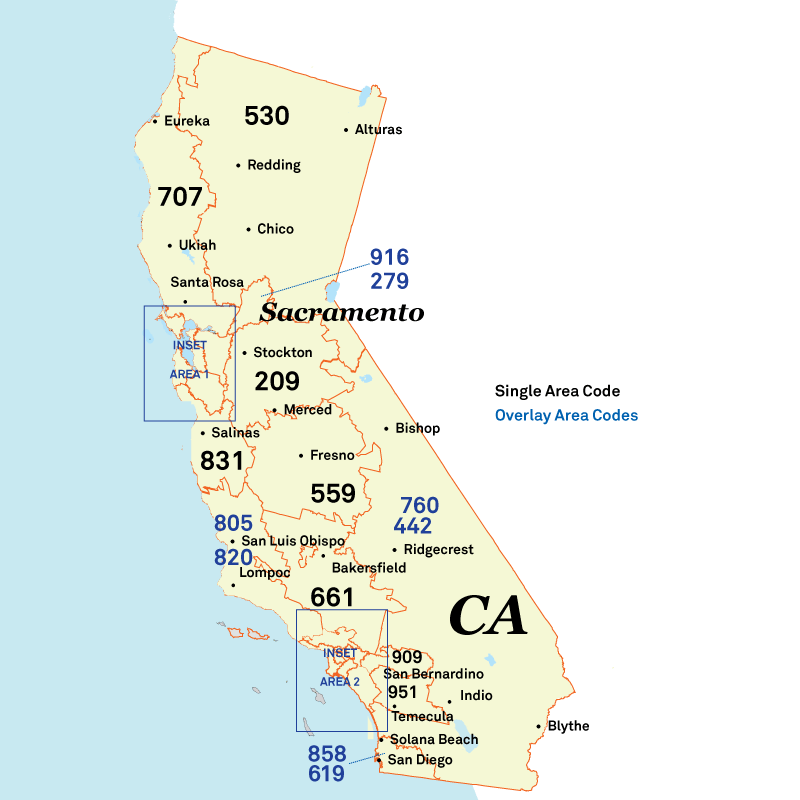 530
Eureka
Alturas
Redding
707
Chico
Ukiah
916
279
Santa Rosa
Sacramento
INSET
AREA 1
Stockton
209
Single Area Code
Overlay Area Codes
Merced
Bishop
Salinas
831
Fresno
559
760
442
805
San Luis Obispo
820
Ridgecrest
Bakersfield
Lompoc
661
CA
INSET
AREA 2
909
San Bernardino
951
Indio
Temecula
Blythe
Solana Beach
858
619
San Diego